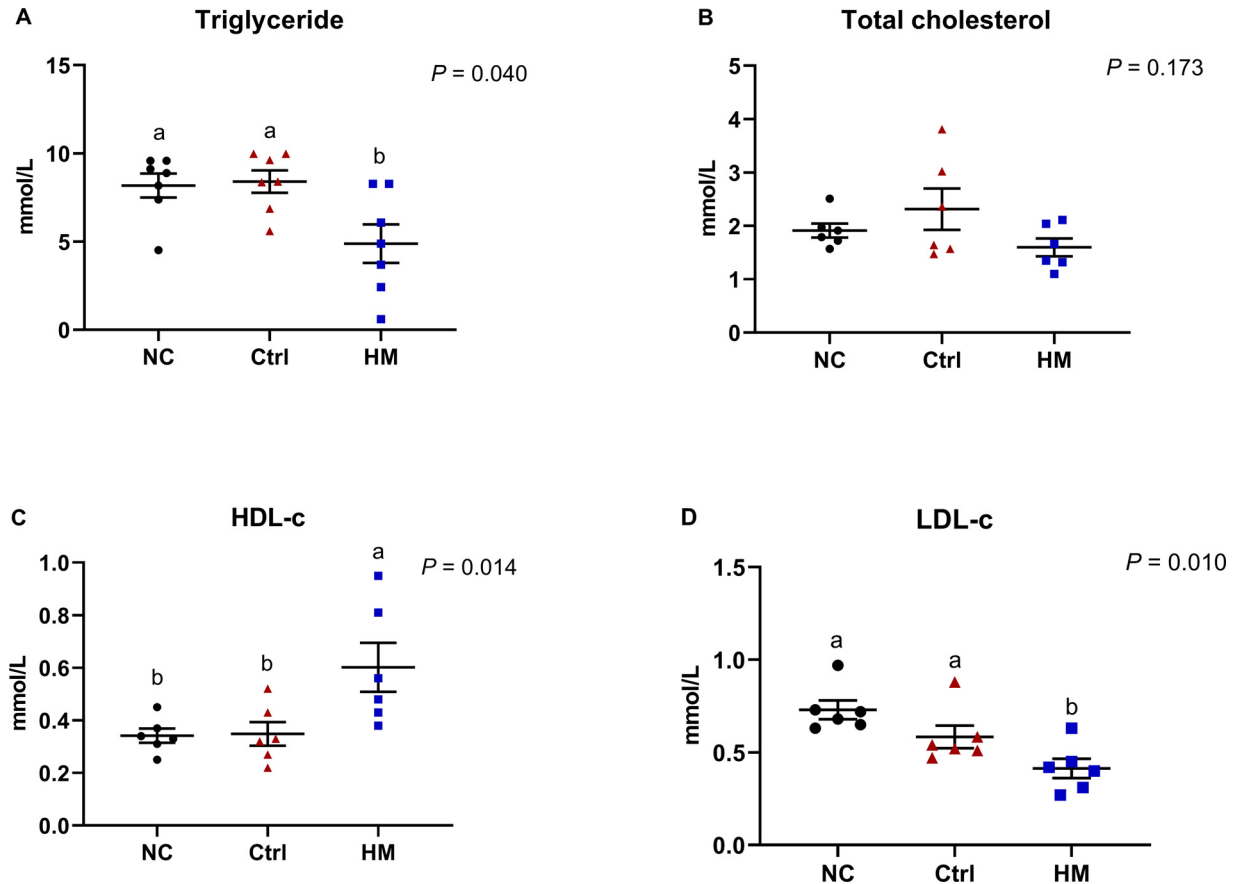 A
Triglyceride
P = 0.040
15
10
5
0
mmol/L
a
a
b
NC
Ctrl
HM
B
Total cholesterol
P = 0.173
5
4
3
2
1
0
mmol/L
NC
Ctrl
HM
C
HDL-c
P = 0.014
1.0
0.8
0.6
0.4
0.2
0.0
mmol/L
b
b
a
NC
Ctrl
HM
D
LDL-c
P = 0.010
1.5
1.0
0.5
0.0
mmol/L
a
a
b
NC
Ctrl
HM